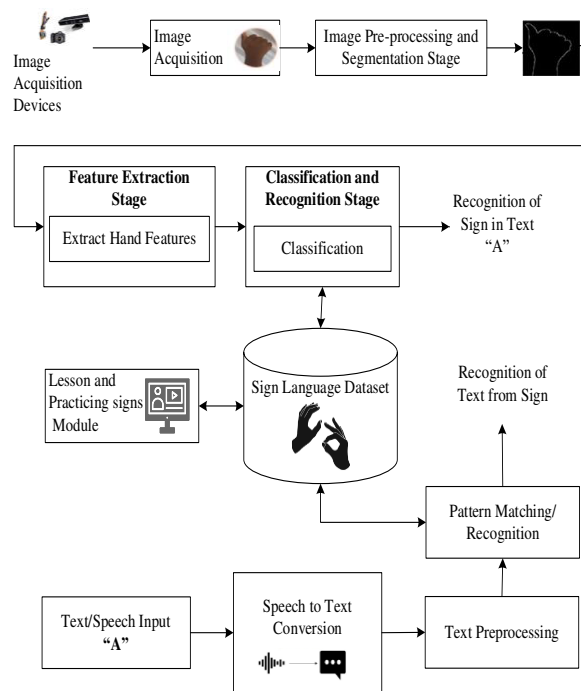 Image
Acquisition
Devices
Image
Acquisition
Image Pre-processing and
Segmentation Stage
Feature Extraction
Stage
Extract Hand Features
Classification and
Recognition Stage
Classification
Recognition of
Sign in Text
“A”
Lesson and
Practicing signs
Module
Sign Language Dataset
Recognition of
Text from Sign
Pattern Matching/
Recognition
Text/Speech Input
“A”
Speech to Text
Conversion
Text Preprocessing